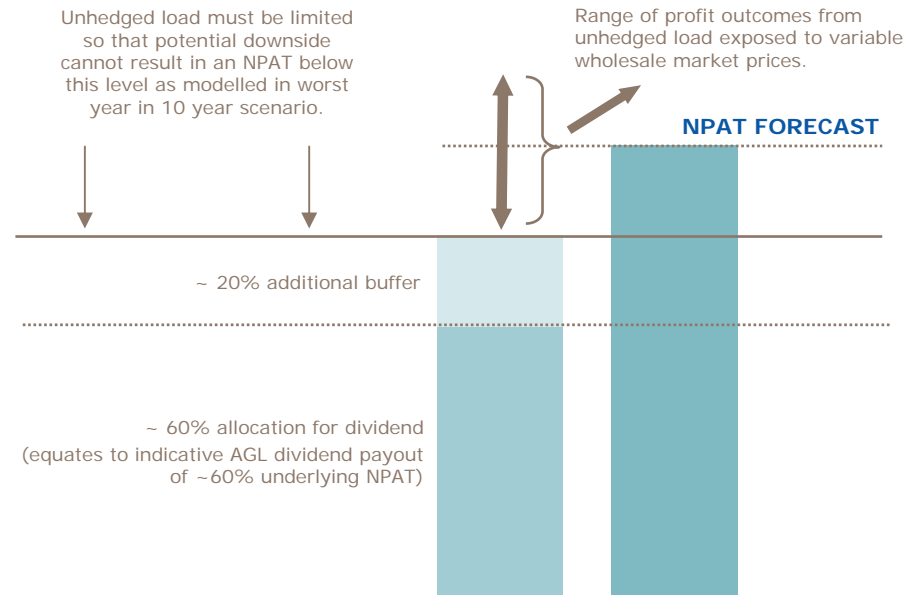 Unhedged load must be limited
so that potential downside
cannot result in an NPAT below
this level as modelled in worst
year in 10 year scenario.
Range of profit outcomes from
unhedged load exposed to variable
wholesale market prices.
NPAT FORECAST
~ 20% additional buffer
~ 60% allocation for dividend
(equates to indicative AGL dividend payout
of ~60% underlying NPAT)